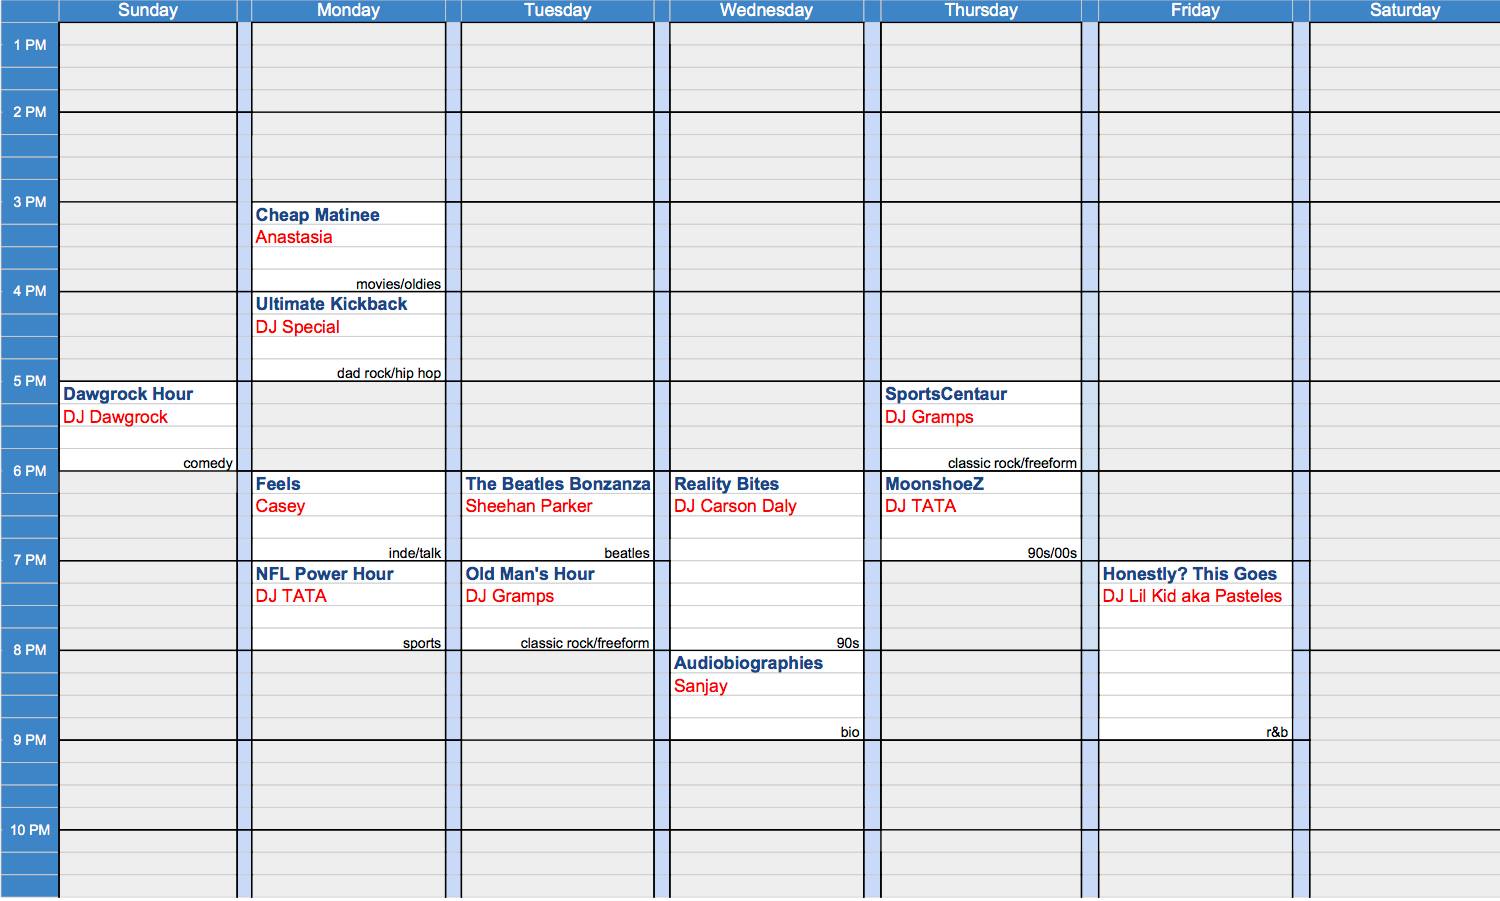 Sunday Monday Tuesday Wednesday Thursday Friday Saturday
1 PM
2 PM
3 PM
Cheap Matinee
Anastasia
movies/oldies
4 PM
Ultimate Kickback
DJ Special
dad rock/hip hop
5 PM
Dawgrock Hour SportsCentaur
DJ Dawgrock DJ Gramps
comedy classic rock/freeform
6 PM
Feels The Beatles Bonzanza Reality Bites MoonshoeZ
Casey Sheehan Parker DJ Carson Daly DJ TATA
inde/talk beatles 90s/00s
7 PM
NFL Power Hour Old Man's Hour Honestly? This Goes
DJ TATA DJ Gramps DJ Lil Kid aka Pasteles
sports classic rock/freeform 90s
8 PM
Audiobiographies
Sanjay
bio r&b
9 PM
10 PM